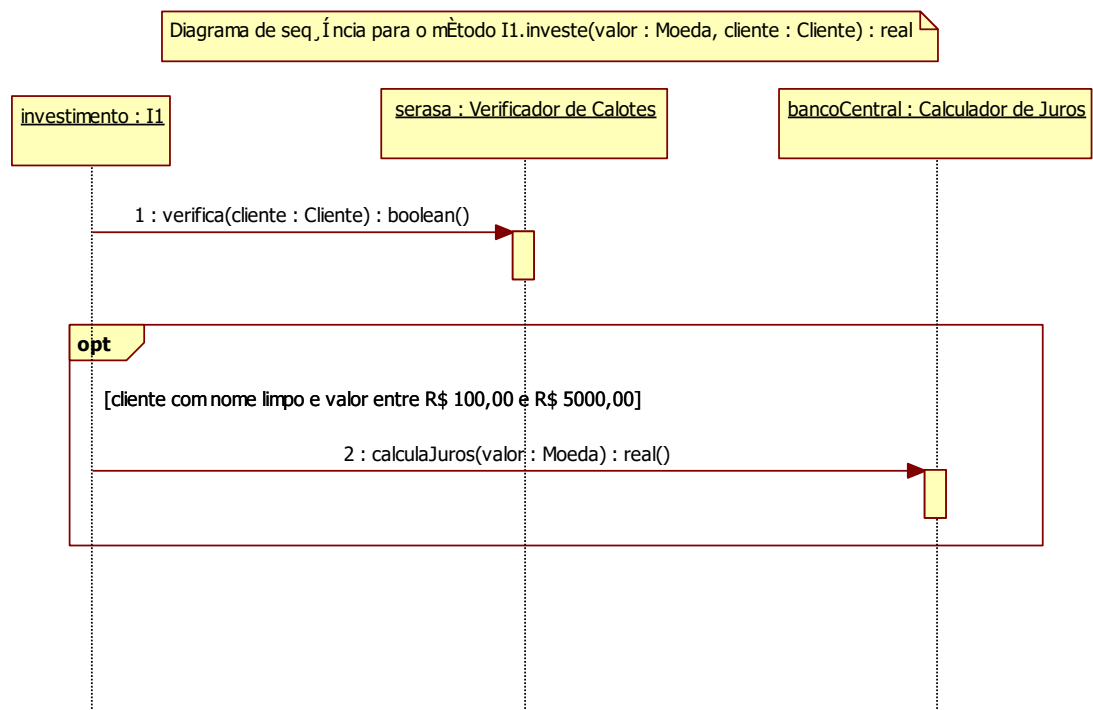 Diagrama de seq¸Íncia para o mÈtodo I1.investe(valor : Moeda, cliente : Cliente) : real
investimento : I1
serasa : Verificador de Calotes
bancoCentral : Calculador de Juros
1 : verifica(cliente : Cliente) : boolean()
opt
[cliente com nome limpo e valor entre R$ 100,00 e R$ 5000,00]
2 : calculaJuros(valor : Moeda) : real()